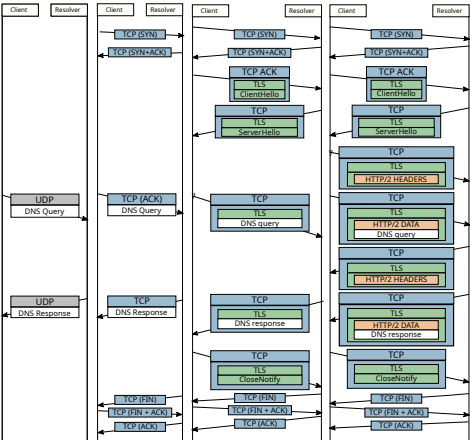 Client Resolver
UDP
DNS Query
UDP
DNS Response
Client Resolver
TCP (SYN)
TCP (SYN+ACK)
TCP (ACK)
DNS Query
TCP
DNS Response
TCP (FIN)
TCP (FIN + ACK)
TCP (ACK)
Client Resolver
TCP (SYN)
TCP (SYN+ACK)
TCP ACK
TLS
ClientHello
TCP
TLS
ServerHello
TCP
TLS
DNS query
TCP
TLS
DNS response
TCP
TLS
CloseNotify
TCP (FIN)
TCP (FIN + ACK)
TCP (ACK)
Client Resolver
TCP (SYN)
TCP (SYN+ACK)
TCP ACK
TLS
ClientHello
TCP
TLS
ServerHello
TCP
TLS
HTTP/2 HEADERS
TCP
TLS
HTTP/2 DATA
DNS query
TCP
TLS
HTTP/2 HEADERS
TCP
TLS
HTTP/2 DATA
DNS response
TCP
TLS
CloseNotify
TCP (FIN)
TCP (FIN + ACK)
TCP (ACK)